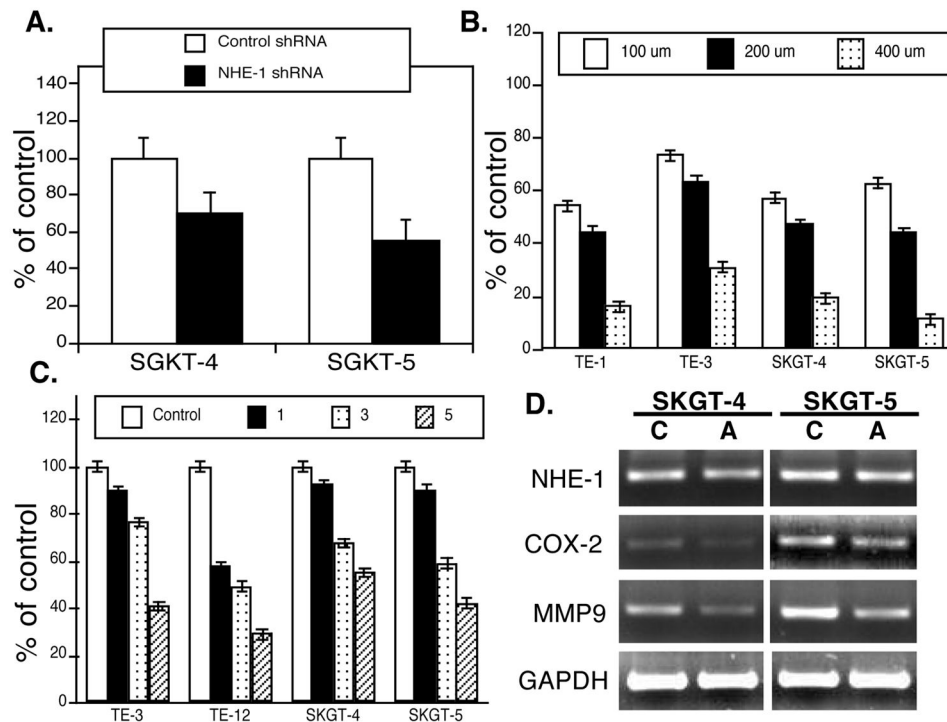 A.
Control shRNA
NHE-1 shRNA
140
120
100
80
60
40
20
0
% of control
SGKT-4 SGKT-5
B.
100 um 200 um 400 um
120
100
80
60
40
20
0
% of control
TE-1 TE-3 SKGT-4 SKGT-5
C.
Control 1 3 5
120
100
80
60
40
20
0
% of control
TE-3 TE-12 SKGT-4 SKGT-5
D.
SKGT-4 SKGT-5
C A C A
NHE-1
COX-2
MMP9
GAPDH